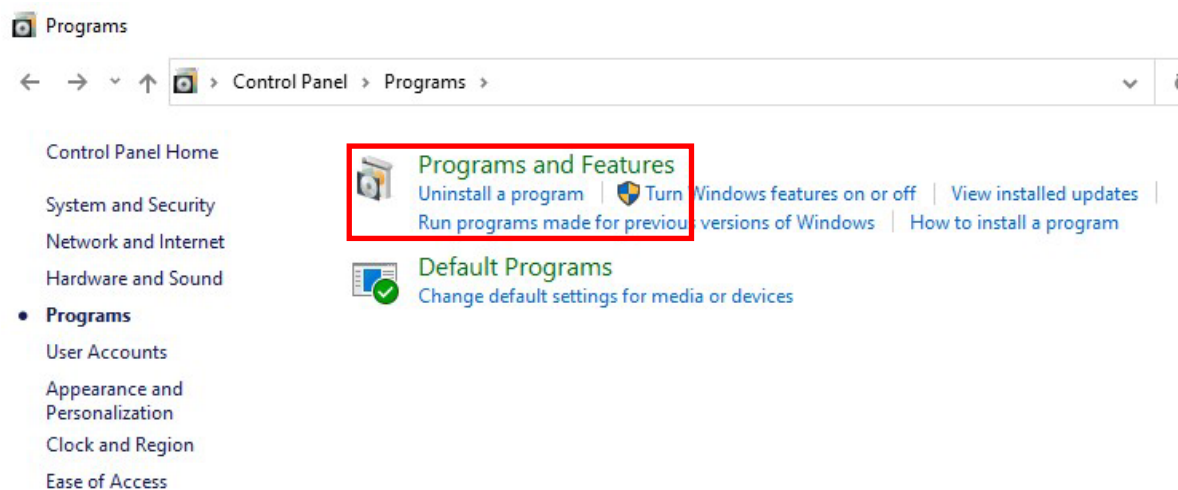 Programs
Control Panel > Programs >
Control Panel Home
System and Security
Network and Internet
Hardware and Sound
Programs
User Accounts
Appearance and
Personalization
Clock and Region
Ease of Access
Programs and Features
Uninstall a program | Turn Windows features on or off | View installed updates |
Run programs made for previous versions of Windows | How to install a program
Default Programs
Change default settings for media or devices